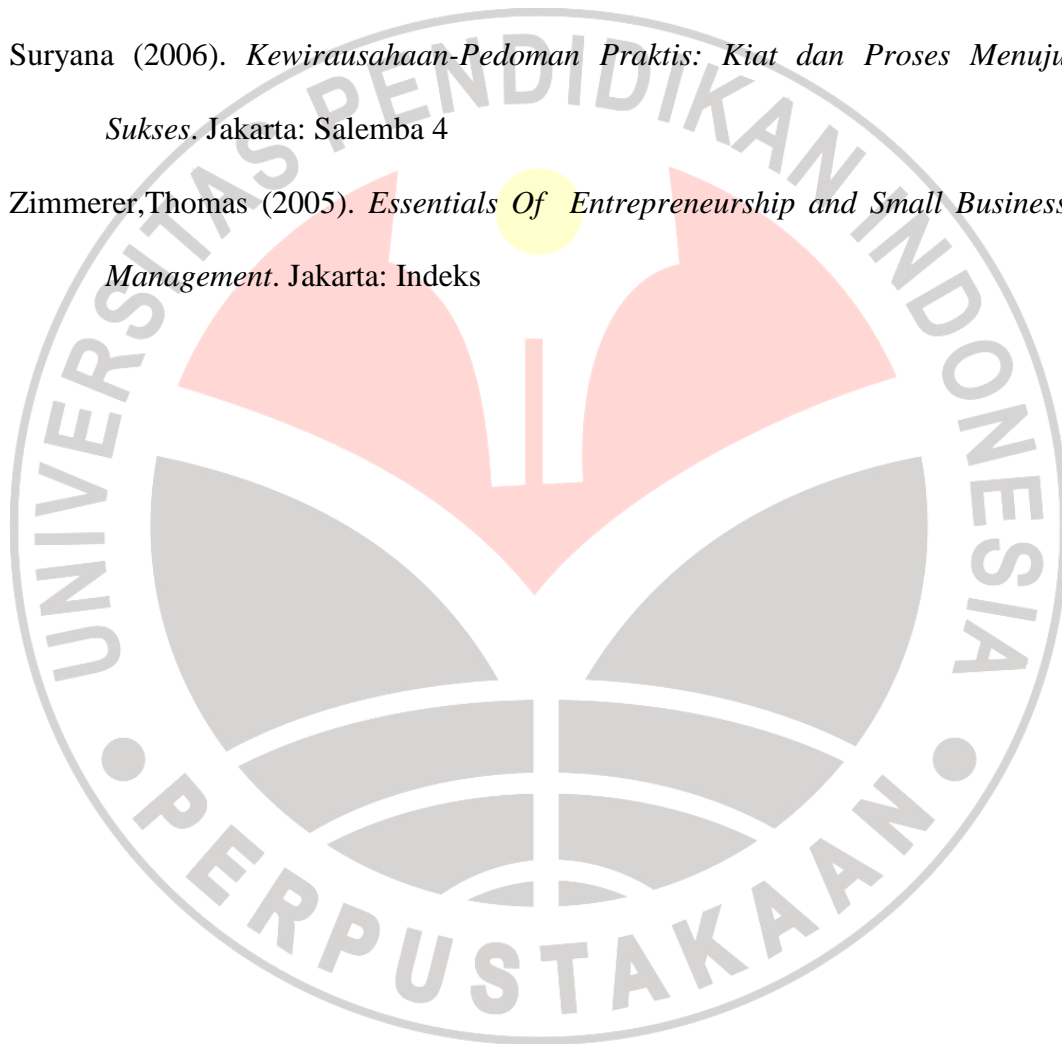 Suryana (2006). Kewirausahaan-Pedoman Praktis: Kiat dan Proses Menuju
Sukses. Jakarta: Salemba 4
Zimmerer,Thomas (2005). Essentials Of Entrepreneurship and Small Business
Management. Jakarta: Indeks
UNIVERSITAS PENDIDIKAN INDONESIA
PERPUSTAKAAN